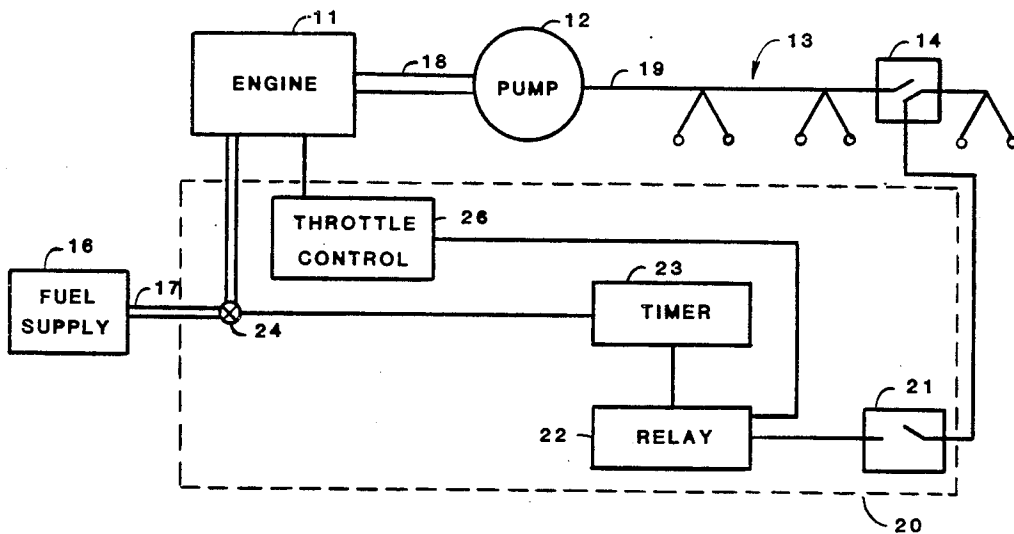 11
12
13
14
ENGINE
18
PUMP
19
16
THROTTLE
CONTROL
26
17
FUEL
SUPPLY
24
23
TIMER
21
22
RELAY
20